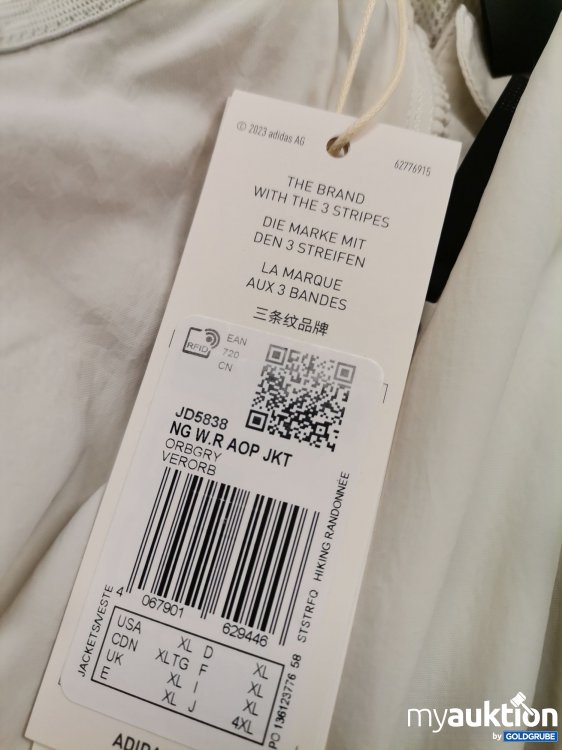 © 2023 adidas AG
62776915
THE BRAND
WITH THE 3 STRIPES
DIE MARKE MIT
DEN 3 STREIFEN
LA MARQUE
AUX 3 BANDES
三条纹品牌
RFID
EAN
720
CN
JD5838
NG W.R AOP JKT
ORBGRY
VERORB
4 067901 629446
JACKETS/VESTE
STSTRFQ HIKING RANDONNEE
PO 136123776 58
USA XL D XL
CDN XLTG F XL
UK XL I XL
E XL J 4XL
ADIDA
myauktion
by GOLDGRUBE